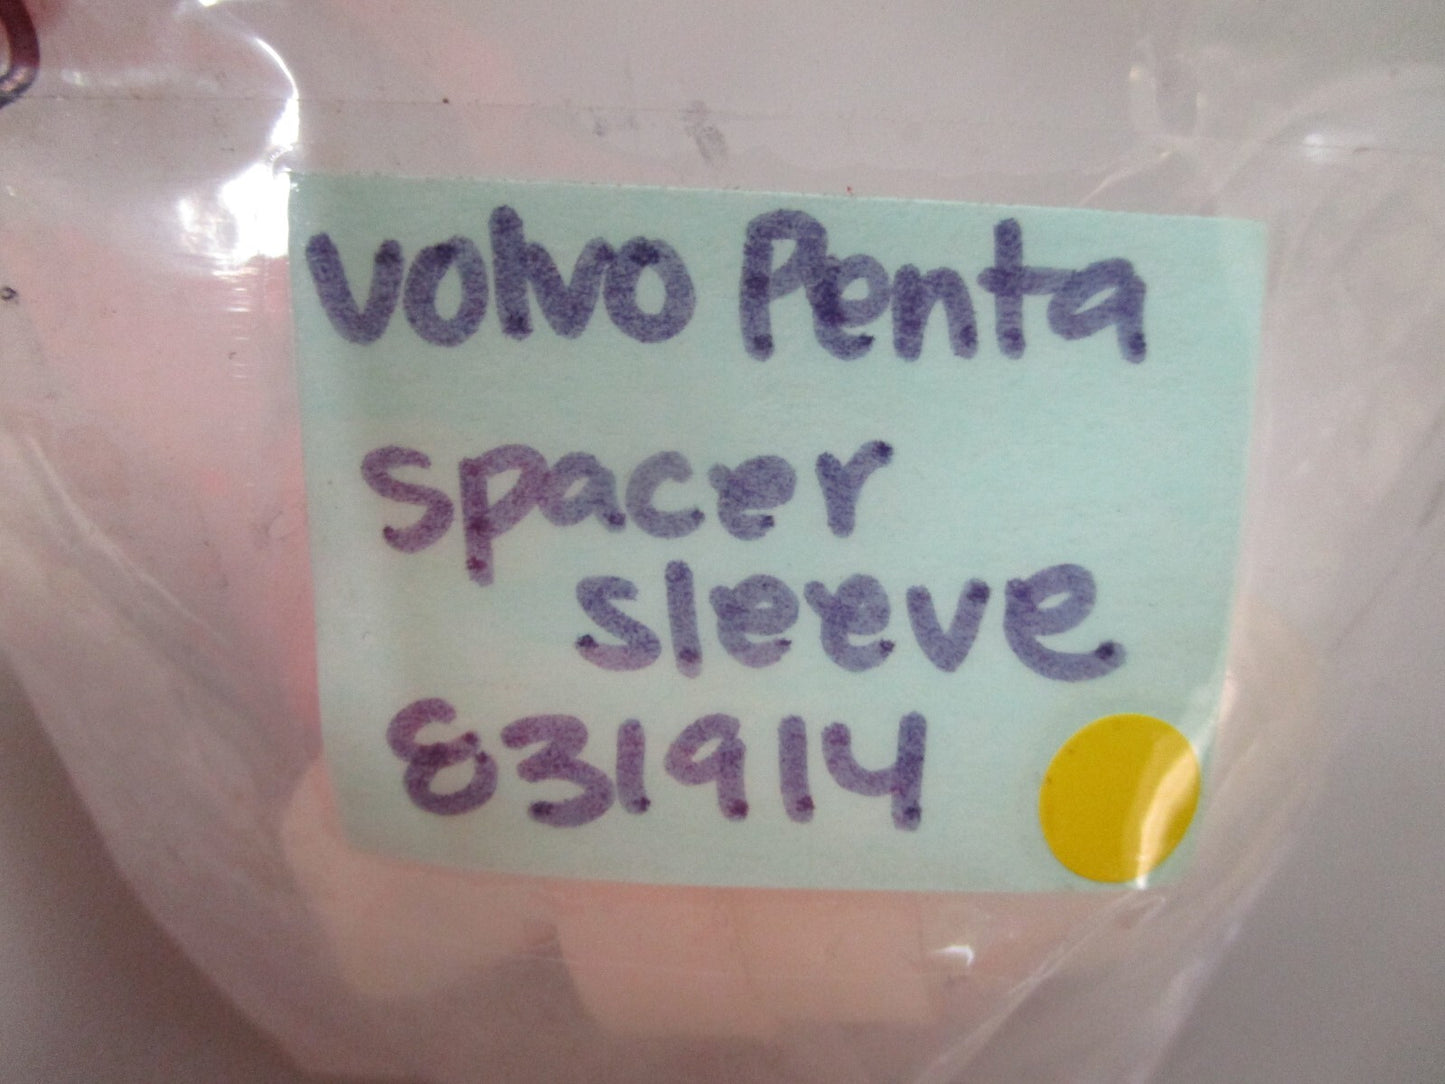 Volvo Penta
spacer
sleeve
831914